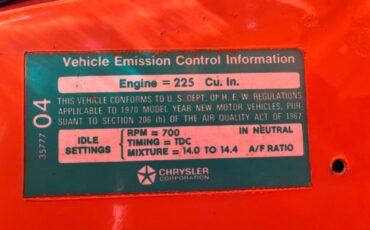 Vehicle Emission Control Information
Engine = 225 Cu. In.
THIS VEHICLE CONFORMS TO U. S. DEPT. OF H. E. W. REGULATIONS
APPLICABLE TO 1970 MODEL YEAR NEW MOTOR VEHICLES, PUR
SUANT TO SECTION 206 (b) OF THE AIR QUALITY ACT OF 1967
3577704
IDLE SETTINGS
RPM = 700 IN NEUTRAL
TIMING = TDC
MIXTURE = 14.0 TO 14.4 A/F RATIO
CHRYSLER
CORPORATION